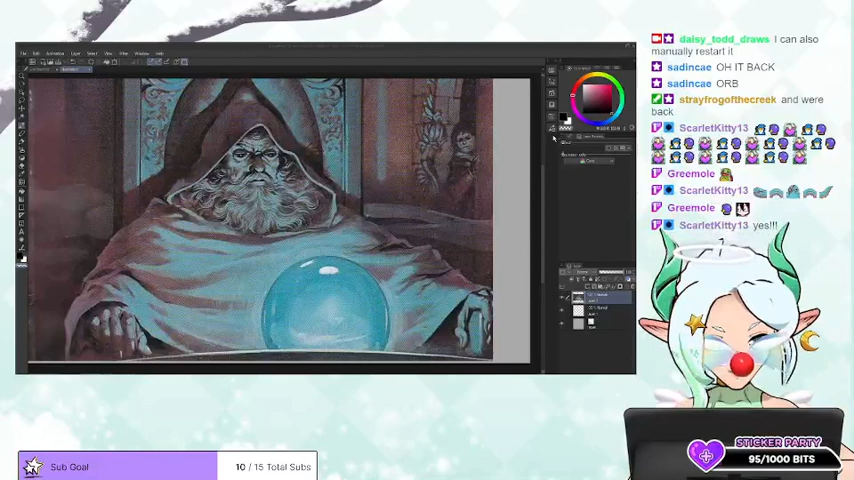 daisy_todd_draws I can also
manually restart it
sadincae OH IT BACK
sadincae ORB
strayfrogofthecreek and were
back
ScarletKitty13
Greemole
ScarletKitty13
Greemole
ScarletKitty13 yes!!!
STICKER PARTY
95/1000 BITS
Sub Goal
10 / 15 Total Subs